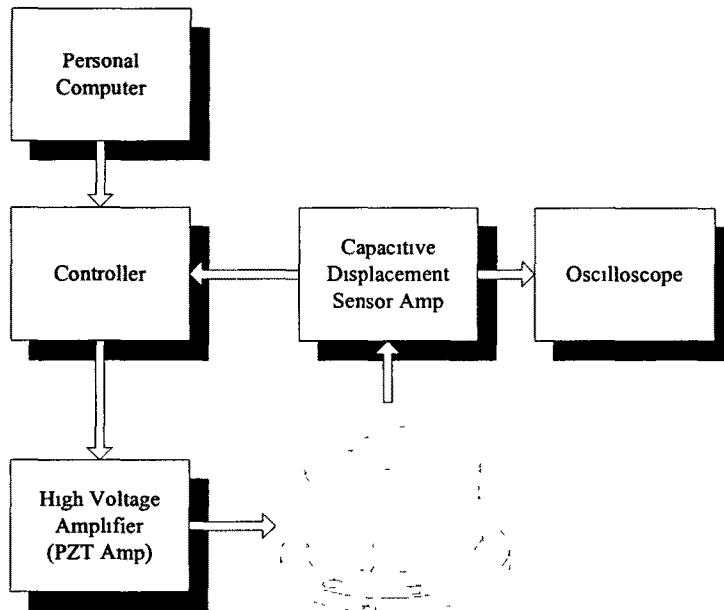 Personal
Computer
Controller
Capacitive
Displacement
Sensor Amp
Oscilloscope
High Voltage
Amplifier
(PZT Amp)